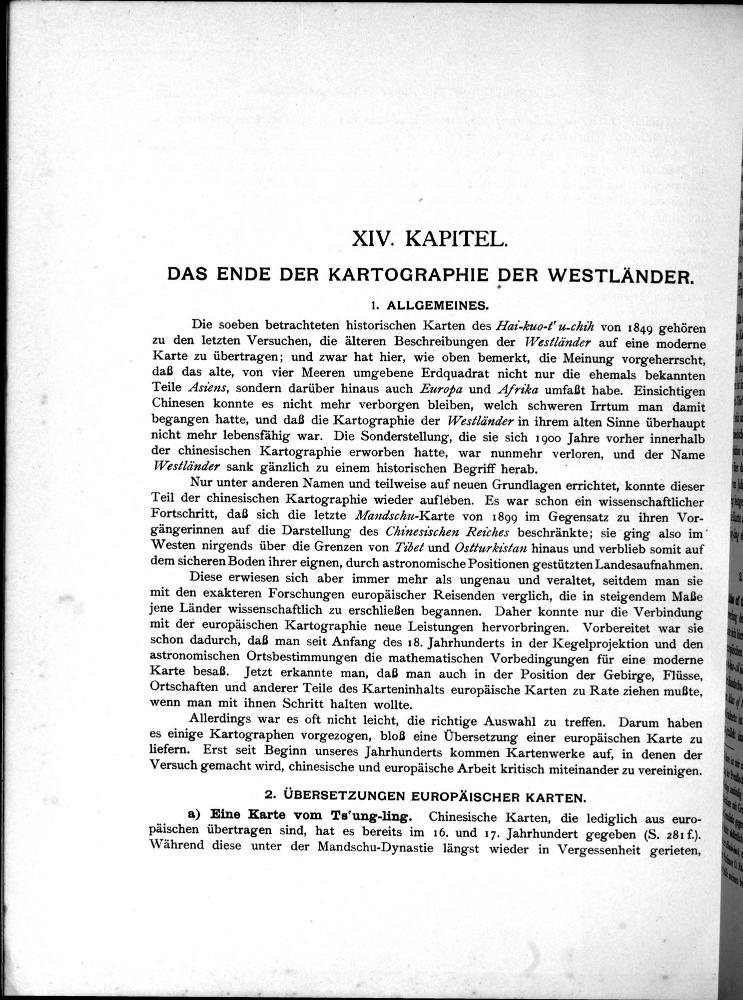 XIV. KAPITEL.
DAS ENDE DER KARTOGRAPHIE DER WESTLÄNDER.
1. ALLGEMEINES.
Die soeben betrachteten historischen Karten des Hai-kuo-t'u-chih von 1849 gehören
zu den letzten Versuchen, die älteren Beschreibungen der Westländer auf eine moderne
Karte zu übertragen; und zwar hat hier, wie oben bemerkt, die Meinung vorgeherrscht,
daß das alte, von vier Meeren umgebene Erdquadrat nicht nur die ehemals bekannten
Teile Asiens, sondern darüber hinaus auch Europa und Afrika umfaßt habe. Einsichtigen
Chinesen konnte es nicht mehr verborgen bleiben, welch schweren Irrtum man damit
begangen hatte, und daß die Kartographie der Westländer in ihrem alten Sinne überhaupt
nicht mehr lebensfähig war. Die Sonderstellung, die sie sich 1900 Jahre vorher innerhalb
der chinesischen Kartographie erworben hatte, war nunmehr verloren, und der Name
Westländer sank gänzlich zu einem historischen Begriff herab.
Nur unter anderen Namen und teilweise auf neuen Grundlagen errichtet, konnte dieser
Teil der chinesischen Kartographie wieder aufleben. Es war schon ein wissenschaftlicher
Fortschritt, daß sich die letzte Mandschu-Karte von 1899 im Gegensatz zu ihren Vor-
gängerinnen auf die Darstellung des Chinesischen Reiches beschränkte; sie ging also im
Westen nirgends über die Grenzen von Tibet und Ostturkistan hinaus und verblieb somit auf
dem sicheren Boden ihrer eignen, durch astronomische Positionen gestützten Landesaufnahmen.
Diese erwiesen sich aber immer mehr als ungenau und veraltet, seitdem man sie
mit den exakteren Forschungen europäischer Reisenden verglich, die in steigendem Maße
jene Länder wissenschaftlich zu erschließen begannen. Daher konnte nur die Verbindung
mit der europäischen Kartographie neue Leistungen hervorbringen. Vorbereitet war sie
schon dadurch, daß man seit Anfang des 18. Jahrhunderts in der Kegelprojektion und den
astronomischen Ortsbestimmungen die mathematischen Vorbedingungen für eine moderne
Karte besaß. Jetzt erkannte man, daß man auch in der Position der Gebirge, Flüsse,
Ortschaften und anderer Teile des Karteninhalts europäische Karten zu Rate ziehen mußte,
wenn man mit ihnen Schritt halten wollte.
Allerdings war es oft nicht leicht, die richtige Auswahl zu treffen. Darum haben
es einige Kartographen vorgezogen, bloß eine Übersetzung einer europäischen Karte zu
liefern. Erst seit Beginn unseres Jahrhunderts kommen Kartenwerke auf, in denen der
Versuch gemacht wird, chinesische und europäische Arbeit kritisch miteinander zu vereinigen.
2. ÜBERSETZUNGEN EUROPÄISCHER KARTEN.
a) Eine Karte vom Ts'ung-ling. Chinesische Karten, die lediglich aus euro-
päischen übertragen sind, hat es bereits im 16. und 17. Jahrhundert gegeben (S. 281 f.).
Während diese unter der Mandschu-Dynastie längst wieder in Vergessenheit gerieten,